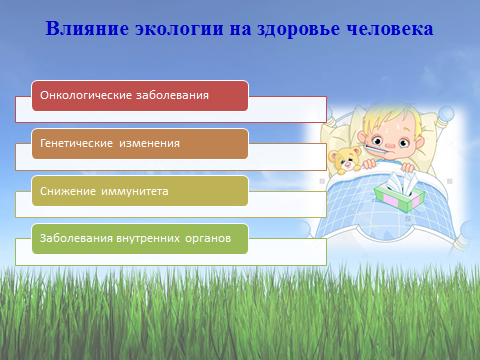 Влияние экологии на здоровье человека
Онкологические заболевания
Генетические изменения
Снижение иммунитета
Заболевания внутренних органов